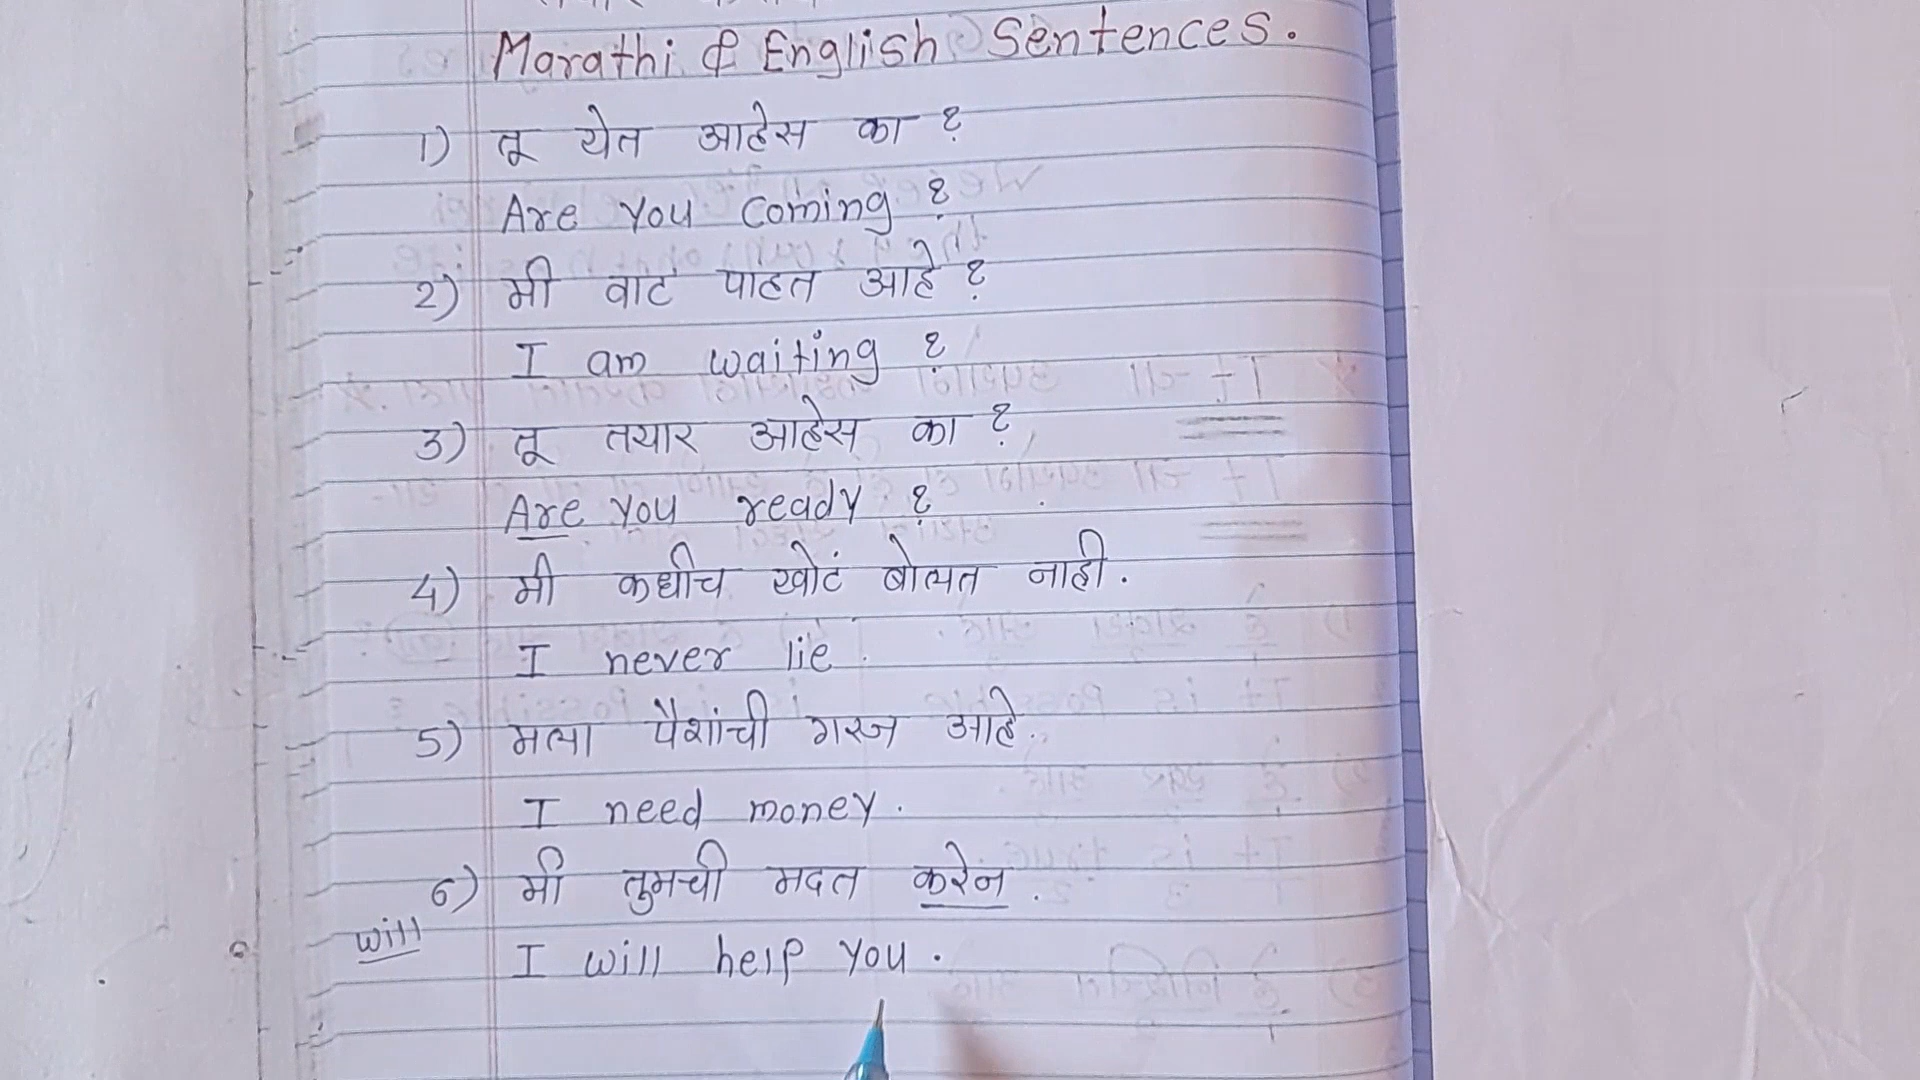 Marathi & English Sentences.
1) तू येत आहेस का ?
Are you coming ?
2) मी वाट पाहत आहे ?
I am waiting ?
3) तू तयार आहेस का ?
Are you ready ?
4) मी कधीच खोटं बोलत नाही.
I never lie.
5) मला पैशांची गरज आहे.
I need money.
6) मी तुमची मदत करेन.
will
I will help you.